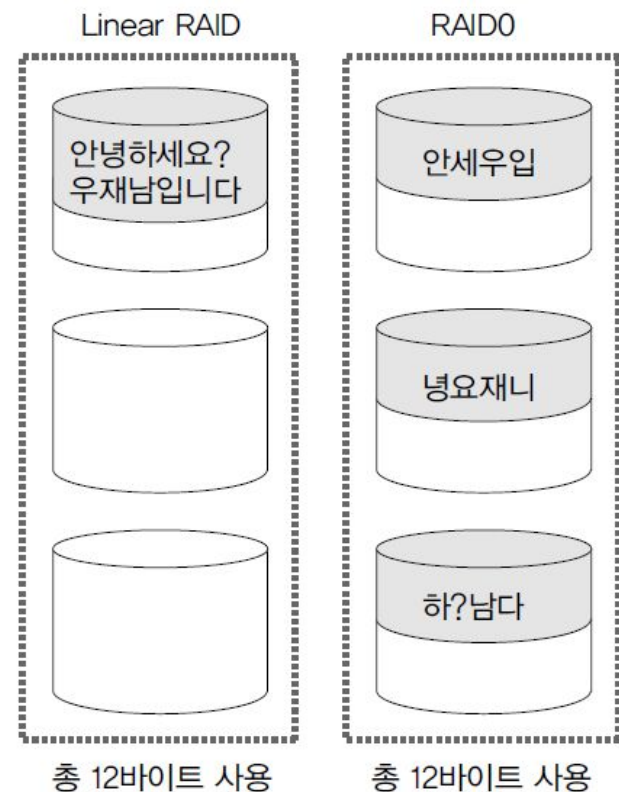 Linear RAID
안녕하세요?
우재남입니다
총 12바이트 사용
RAID0
안세우입
녕요재니
하?남다
총 12바이트 사용